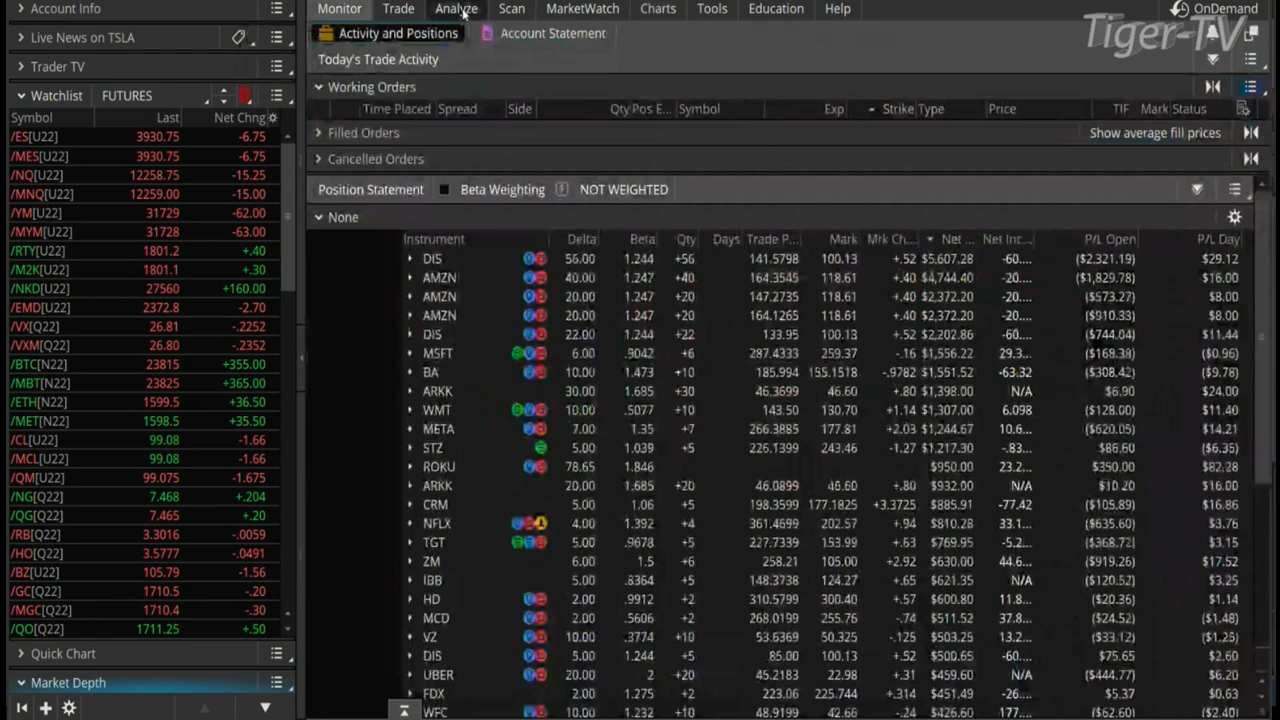 Account Info
Monitor Trade Analyze Scan MarketWatch Charts Tools Education Help OnDemand
Tiger-TV
Live News on TSLA
Activity and Positions Account Statement
Today's Trade Activity
Trader TV
Working Orders
Watchlist FUTURES
Time Placed Spread Side Qty Pos E... Symbol Exp Strike Type Price TIF Mark Status
Symbol Last Net Chng
Filled Orders Show average fill prices
Cancelled Orders
Position Statement Beta Weighting NOT WEIGHTED
None
Instrument Delta Beta Qty Days Trade P... Mark Mrk Ch... Net ... Net Inc... P/L Open P/L Day
/ES[U22] 3930.75 -6.75
/MES[U22] 3930.75 -6.75
/NQ[U22] 12258.75 -15.25
/MNQ[U22] 12259.00 -15.00
/YM[U22] 31729 -62.00
/MYM[U22] 31728 -63.00
/RTY[U22] 1801.2 +.40
/M2K[U22] 1801.1 +.30
/NKD[U22] 27560 +160.00
/EMD[U22] 2372.8 -2.70
/VX[Q22] 26.81 -.2252
/VXM[Q22] 26.80 -.2352
/BTC[N22] 23815 +355.00
/MBT[N22] 23825 +365.00
/ETH[N22] 1599.5 +36.50
/MET[N22] 1598.5 +35.50
/CL[U22] 99.08 -1.66
/MCL[U22] 99.08 -1.66
/QM[U22] 99.075 -1.675
/NG[Q22] 7.468 +.204
/QG[Q22] 7.465 +.20
/RB[Q22] 3.3016 -.0059
/HO[Q22] 3.5777 -.0491
/BZ[U22] 105.79 -1.56
/GC[Q22] 1710.5 -.20
/MGC[Q22] 1710.4 -.30
/QO[Q22] 1711.25 +.50
DIS 56.00 1.244 +56 141.5798 100.13 +.52 $5,607.28 -60.... ($2,321.19) $29.12
AMZN 40.00 1.247 +40 164.3545 118.61 +.40 $4,744.40 -20.... ($1,829.78) $16.00
AMZN 20.00 1.247 +20 147.2735 118.61 +.40 $2,372.20 -20.... ($573.27) $8.00
AMZN 20.00 1.247 +20 164.1265 118.61 +.40 $2,372.20 -20.... ($910.33) $8.00
DIS 22.00 1.244 +22 133.95 100.13 +.52 $2,202.86 -60.... ($744.04) $11.44
MSFT 6.00 .9042 +6 287.4333 259.37 -.16 $1,556.22 29.3... ($168.38) ($0.96)
BA 10.00 1.473 +10 185.994 155.1518 -.9782 $1,551.52 -63.32 ($308.42) ($9.78)
ARKK 30.00 1.685 +30 46.3699 46.60 +.80 $1,398.00 N/A $6.90 $24.00
WMT 10.00 .5077 +10 143.50 130.70 +1.14 $1,307.00 6.098 ($128.00) $11.40
META 7.00 1.35 +7 266.3885 177.81 +2.03 $1,244.67 10.6... ($620.05) $14.21
STZ 5.00 1.039 +5 226.1399 243.46 -1.27 $1,217.30 -.83... $86.60 ($6.35)
ROKU 78.65 1.846 $950.00 23.2... $350.00 $82.28
ARKK 20.00 1.685 +20 46.0899 46.60 +.80 $932.00 N/A $10.20 $16.00
CRM 5.00 1.06 +5 198.3599 177.1825 +3.3725 $885.91 -77.42 ($105.89) $16.86
NFLX 4.00 1.392 +4 361.4699 202.57 +.94 $810.28 33.1... ($635.60) $3.76
TGT 5.00 .9678 +5 227.7339 153.99 +.63 $769.95 -5.2... ($368.72) $3.15
ZM 6.00 1.5 +6 258.21 105.00 +2.92 $630.00 44.6... ($919.26) $17.52
IBB 5.00 .8364 +5 148.3738 124.27 +.65 $621.35 N/A ($120.52) $3.25
HD 2.00 .9912 +2 310.5799 300.40 +.57 $600.80 11.8... ($20.36) $1.14
MCD 2.00 .5606 +2 268.0199 255.76 -.74 $511.52 37.8... ($24.52) ($1.48)
VZ 10.00 .3774 +10 53.6369 50.325 -.125 $503.25 13.2... ($33.12) ($1.25)
DIS 5.00 1.244 +5 85.00 100.13 +.52 $500.65 -60.... $75.65 $2.60
UBER 20.00 2 +20 45.2183 22.98 +.31 $459.60 N/A ($444.77) $6.20
FDX 2.00 1.275 +2 223.06 225.744 +.314 $451.49 -26.... $5.37 $0.63
WFC 10.00 1.232 +10 48.9199 42.66 -.24 $426.60 177.... ($62.60) ($2.40)
Quick Chart
Market Depth